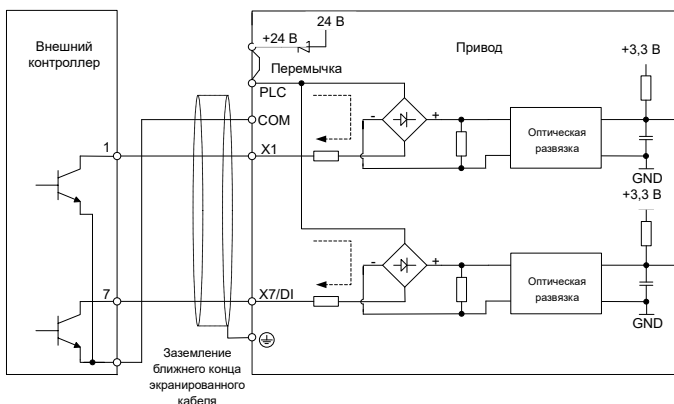 Внешний
контроллер
24 В
+24 В
Перемычка
Привод
+3,3 В
PLC
COM
1
X1
-
+
Оптическая
развязка
GND
+3,3 В
7
X7/DI
-
+
Оптическая
развязка
GND
Заземление
ближнего конца
экранированного
кабеля